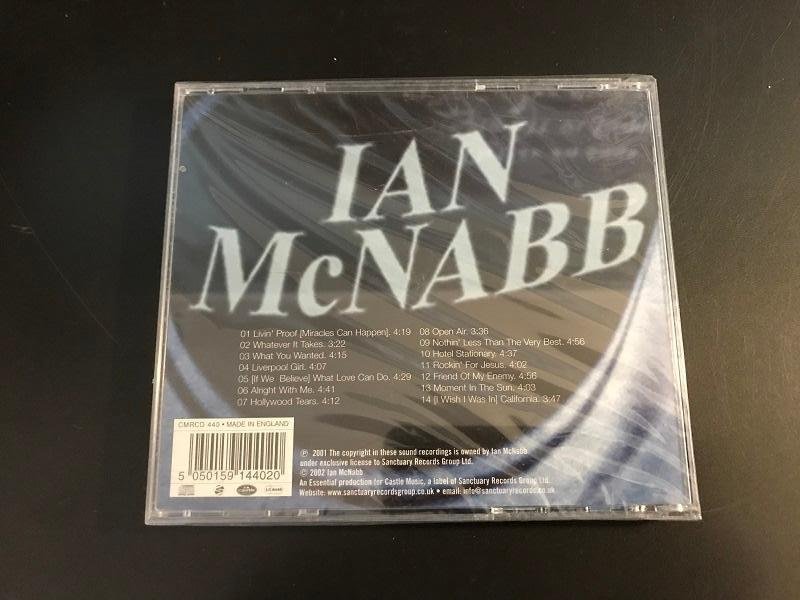 IAN
McNABB
01 Livin' Proof [Miracles Can Happen]. 4:19
02 Whatever It Takes. 3:22
03 What You Wanted. 4:15
04 Liverpool Girl. 4:07
05 [If We Believe] What Love Can Do. 4:29
06 Alright With Me. 4:41
07 Hollywood Tears. 4:12
08 Open Air. 3:36
09 Nothin' Less Than The Very Best. 4:56
10 Hotel Stationary. 4:37
11 Rockin' For Jesus. 4:02
12 Friend Of My Enemy. 4:56
13 Moment In The Sun. 4:03
14 [I Wish I Was In] California. 3:47
CMRCD 440 • MADE IN ENGLAND
5 050159 144020
℗ 2001 The copyright in these sound recordings is owned by Ian McNabb
under exclusive license to Sanctuary Records Group Ltd.
© 2002 Ian McNabb
An Essential production for Castle Music, a label of Sanctuary Records Group Ltd.
Website: www.sanctuaryrecordsgroup.co.uk • email: info@sanctuaryrecords.co.uk